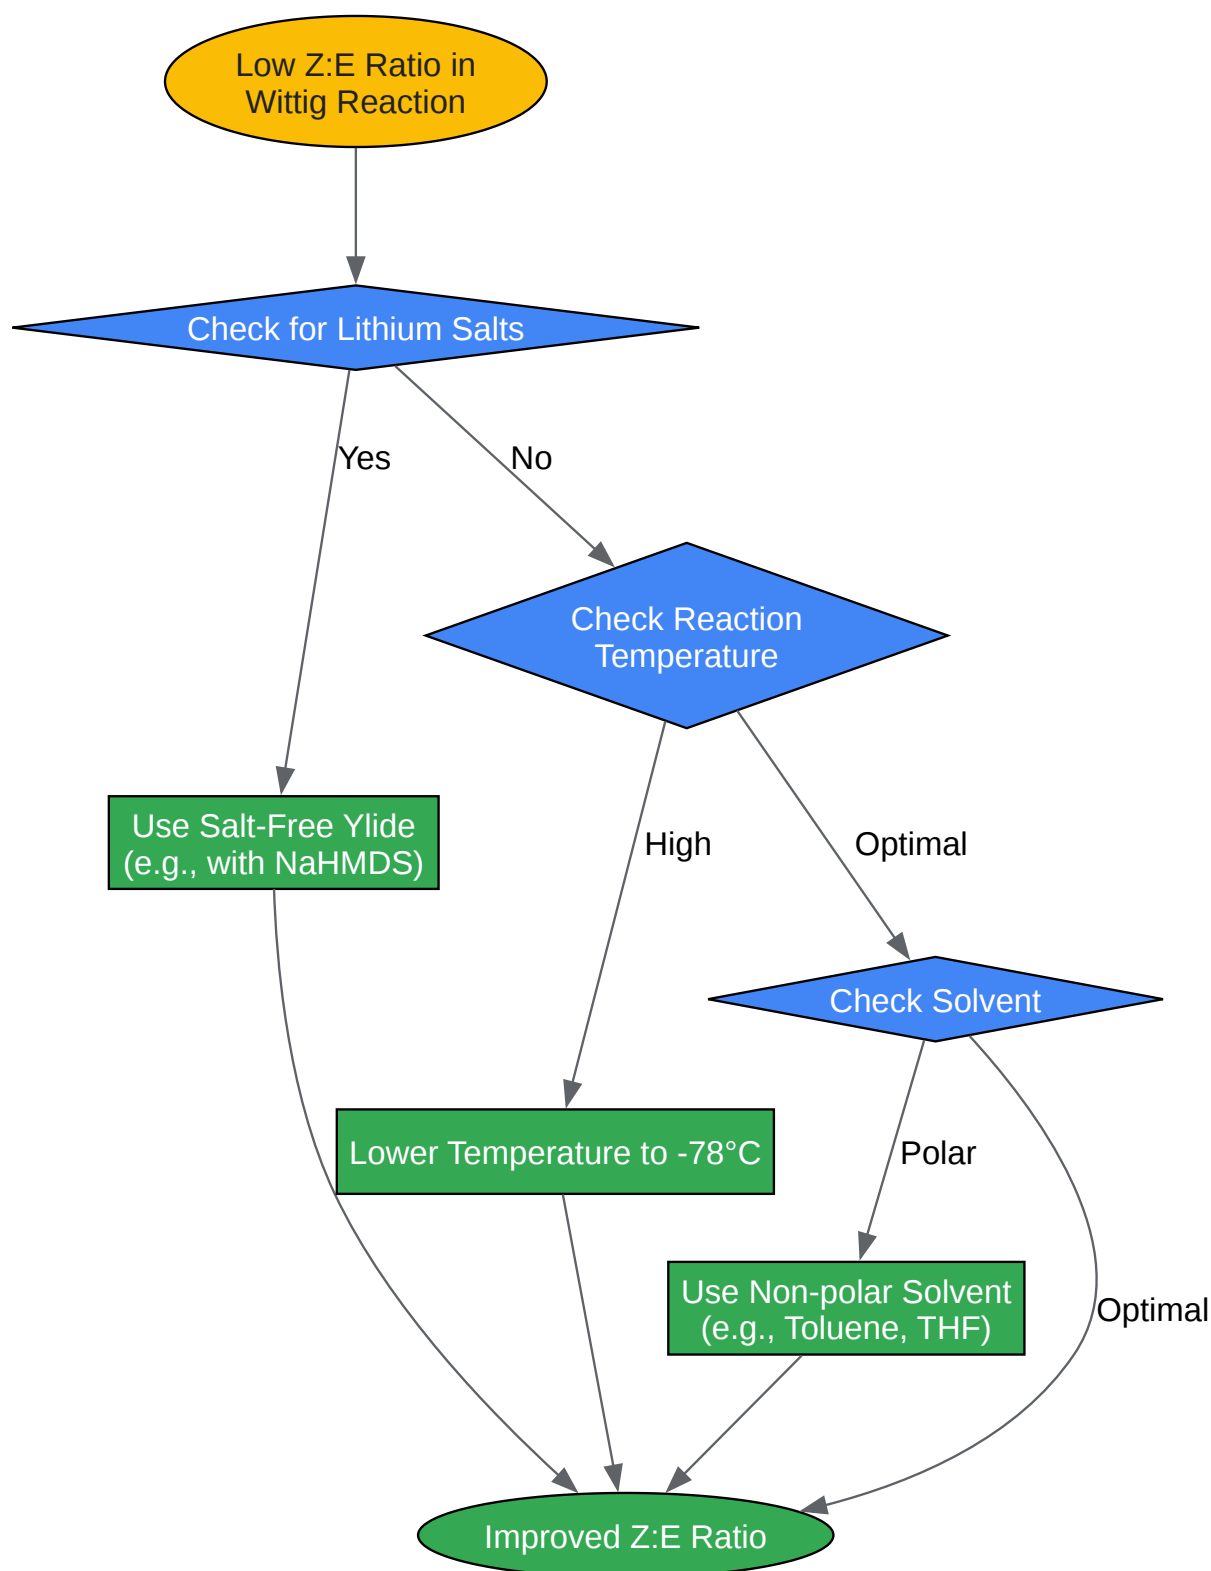 Low Z:E Ratio in
Wittig Reaction
Check for Lithium Salts
Yes
No
Check Reaction
Temperature
Use Salt-Free Ylide
(e.g., with NaHMDS)
High
Optimal
Check Solvent
Lower Temperature to -78°C
Polar
Use Non-polar Solvent
(e.g., Toluene, THF)
Optimal
Improved Z:E Ratio